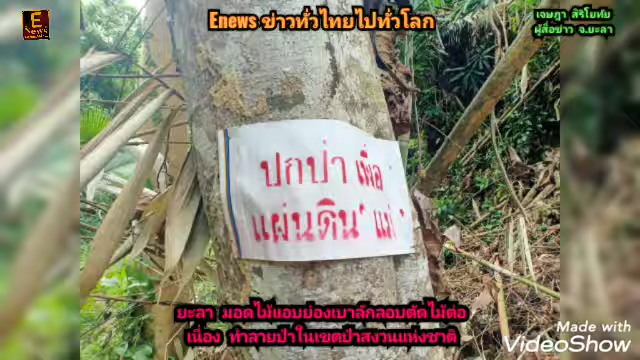 E
News
Enews ข่าวทั่วไทยไปทั่วโลก
เจษฎา สิริโยทัย
ผู้สื่อข่าว จ.ยะลา
ปกป่า เพื่อ
แผ่นดิน" แม่ "
ยะลา มอดไม้แอบย่องเบาลักลอบตัดไม้ต่อ
เนื่อง ทำลายป่าในเขตป่าสงวนแห่งชาติ
Made with
VideoShow